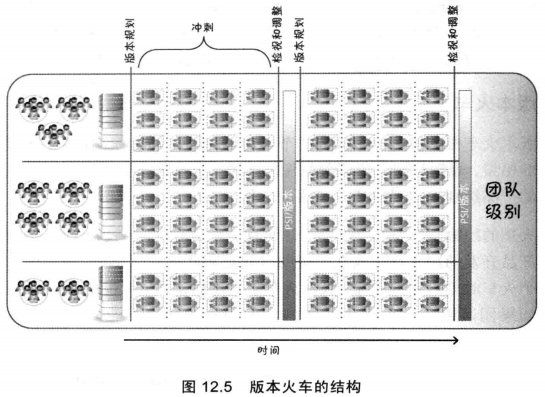 版本规划
冲刺
检视和调整
版本规划
检视和调整
PSI/版本
PSI/版本
团队
级别
时间
图 12.5 版本火车的结构